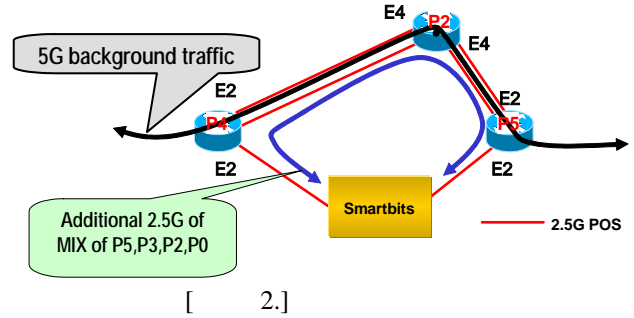 E4
P2
E4
5G background traffic
E2
P4
E2
P5
E2
E2
Smartbits
2.5G POS
Additional 2.5G of
MIX of P5,P3,P2,P0
[ 2.]